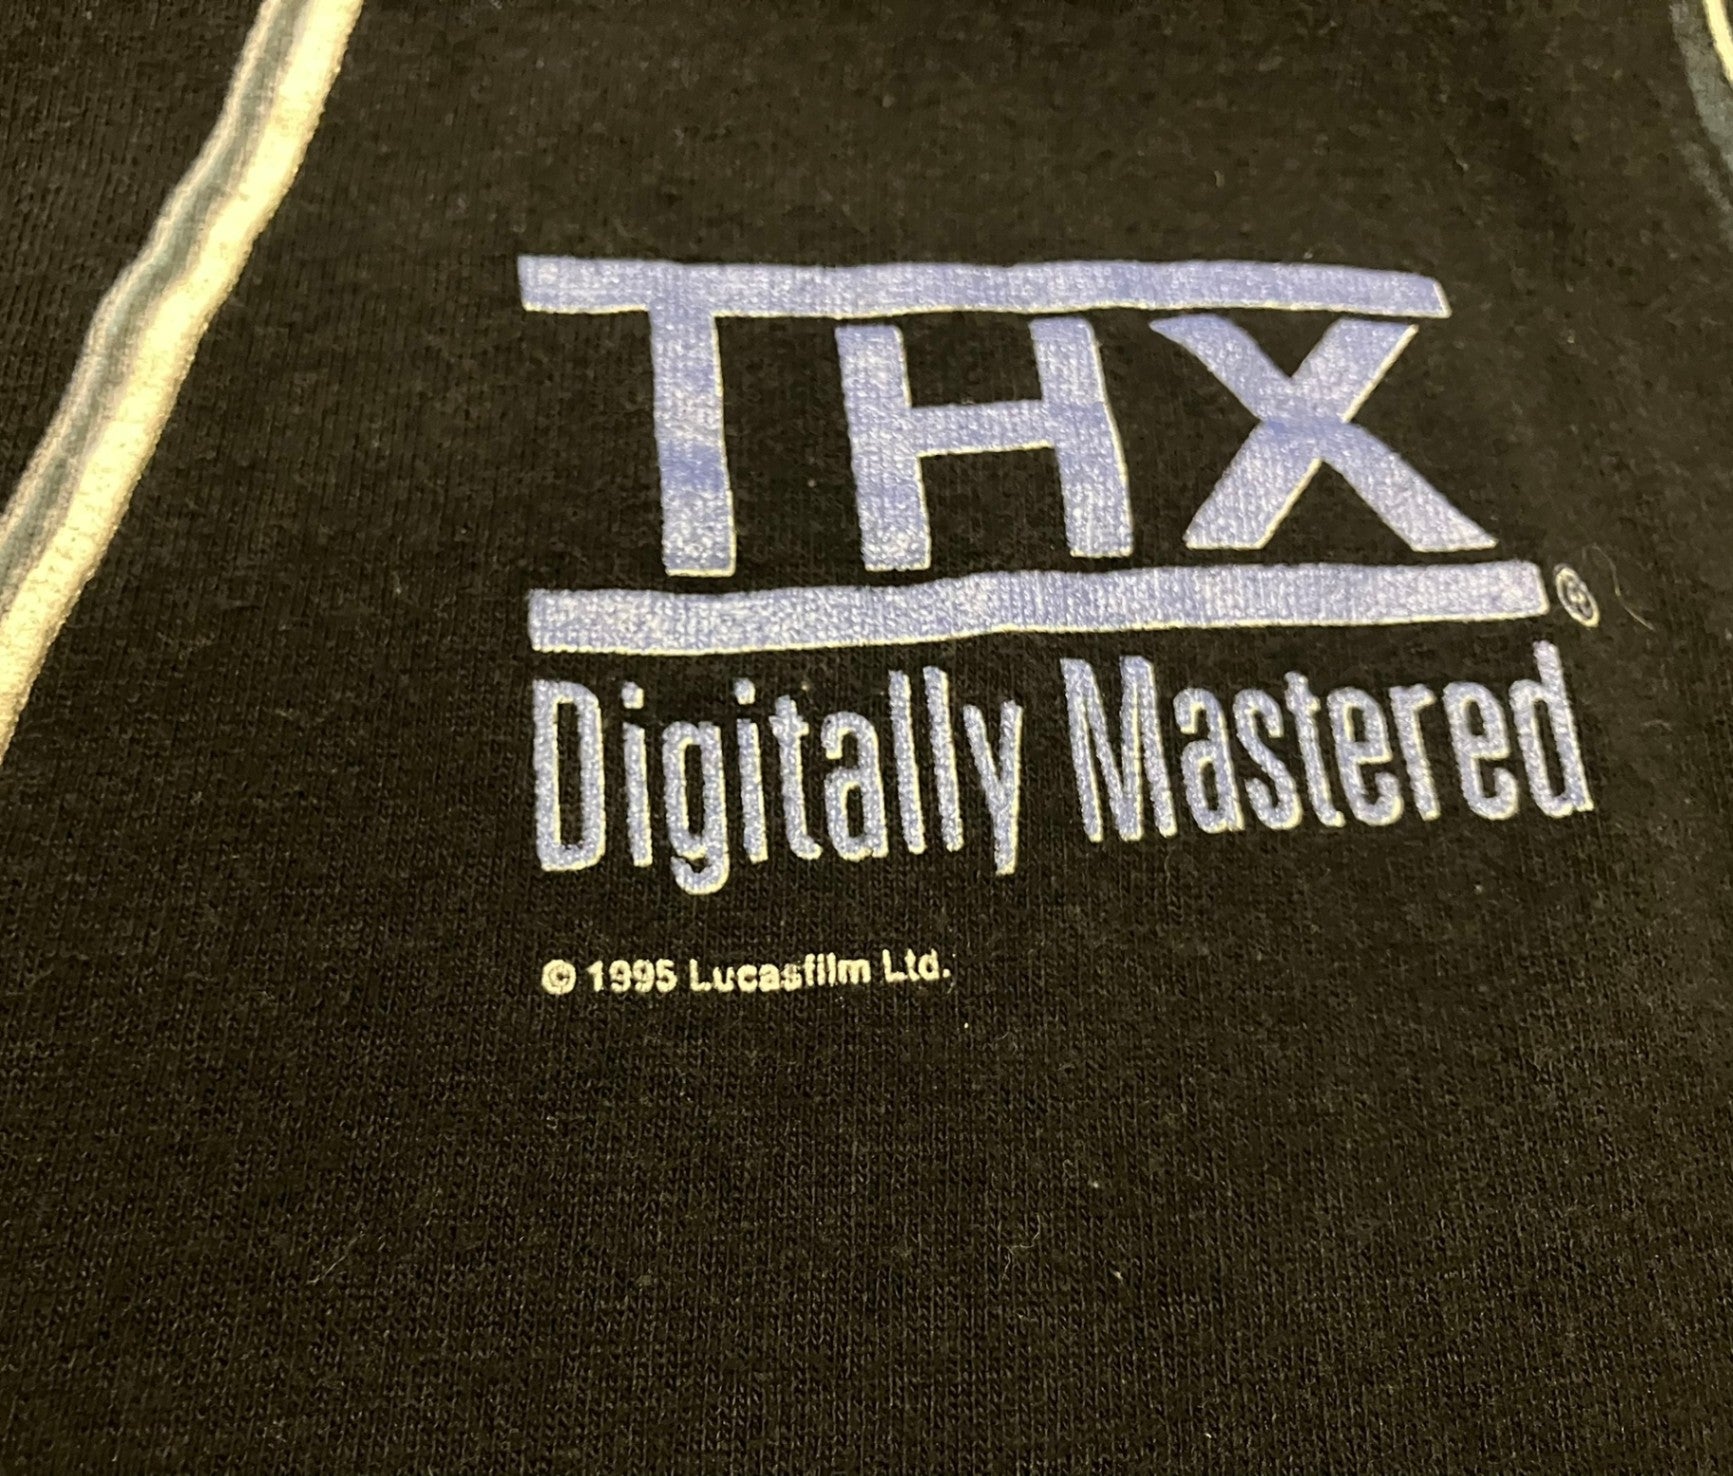 THX®
Digitally Mastered
© 1995 Lucasfilm Ltd.